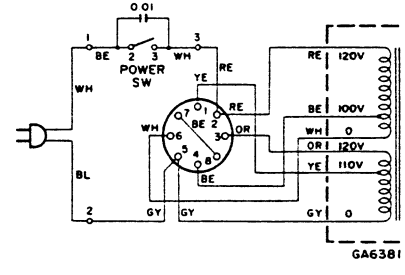 0 01
1
BE
2
3
WH
3
POWER
SW
WH
YE
RE
RE
120V
1
BE
2
RE
7
WH
6
3
OR
BE
100V
WH
0
OR
120V
5
4
8
YE
110V
BL
BE
2
GY
GY
GY
0
GA6381